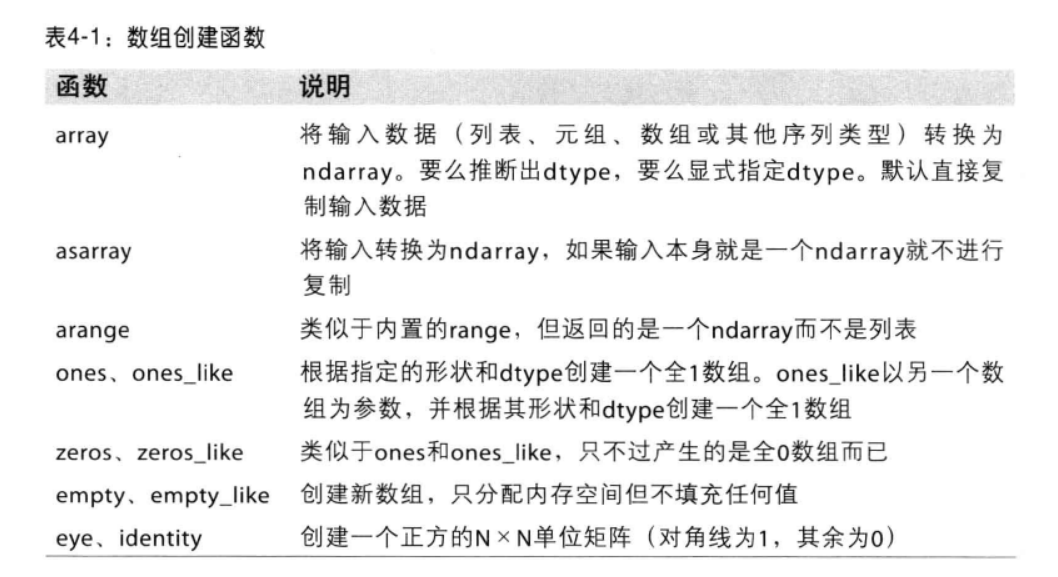 表4-1：数组创建函数
函数 说明
array 将输入数据（列表、元组、数组或其他序列类型）转换为
ndarray。要么推断出dtype，要么显式指定dtype。默认直接复
制输入数据
asarray 将输入转换为ndarray，如果输入本身就是一个ndarray就不进行
复制
arange 类似于内置的range，但返回的是一个ndarray而不是列表
ones、ones_like 根据指定的形状和dtype创建一个全1数组。ones_like以另一个数
组为参数，并根据其形状和dtype创建一个全1数组
zeros、zeros_like 类似于ones和ones_like，只不过产生的是全0数组而已
empty、empty_like 创建新数组，只分配内存空间但不填充任何值
eye、identity 创建一个正方的N×N单位矩阵（对角线为1，其余为0）